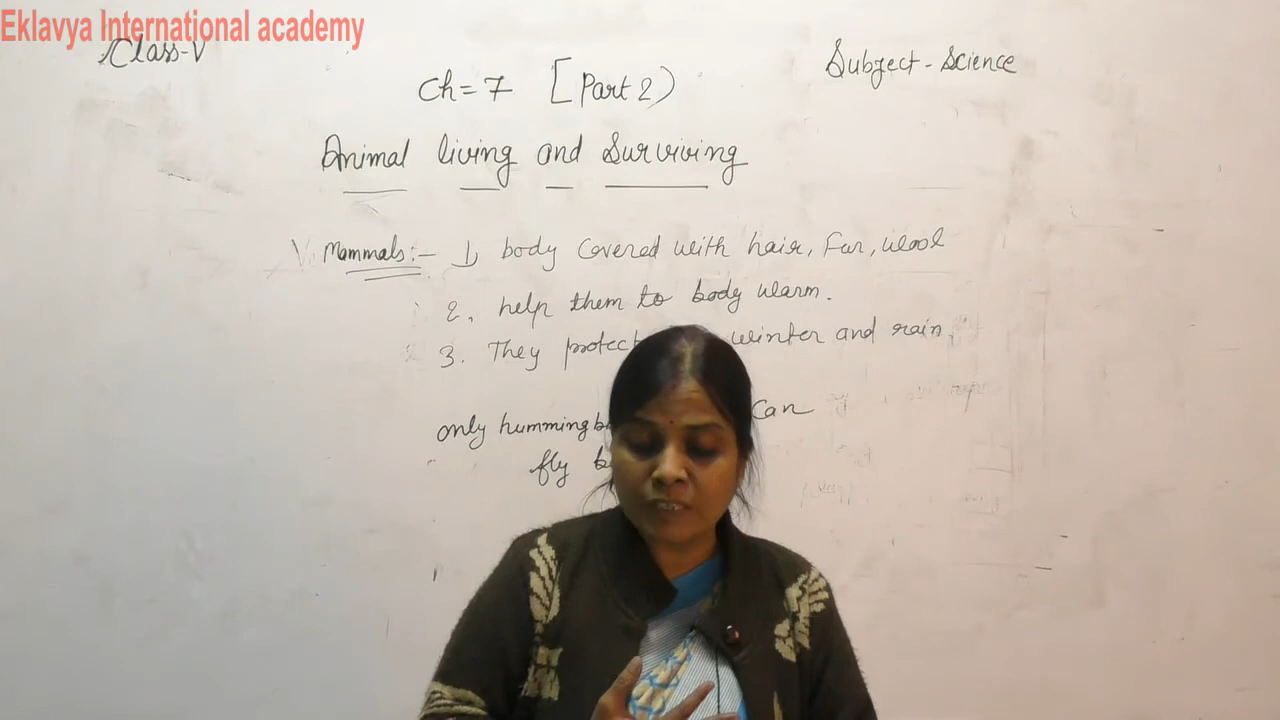 Eklavya International academy
Class-V
Subject - Science
Ch = 7 [Part 2)
Animal living and Surviving
Mammals:- 1) body covered with hair, Fur, wool
2. help them to body warm.
3. They protect winter and rain.
only humming can
fly